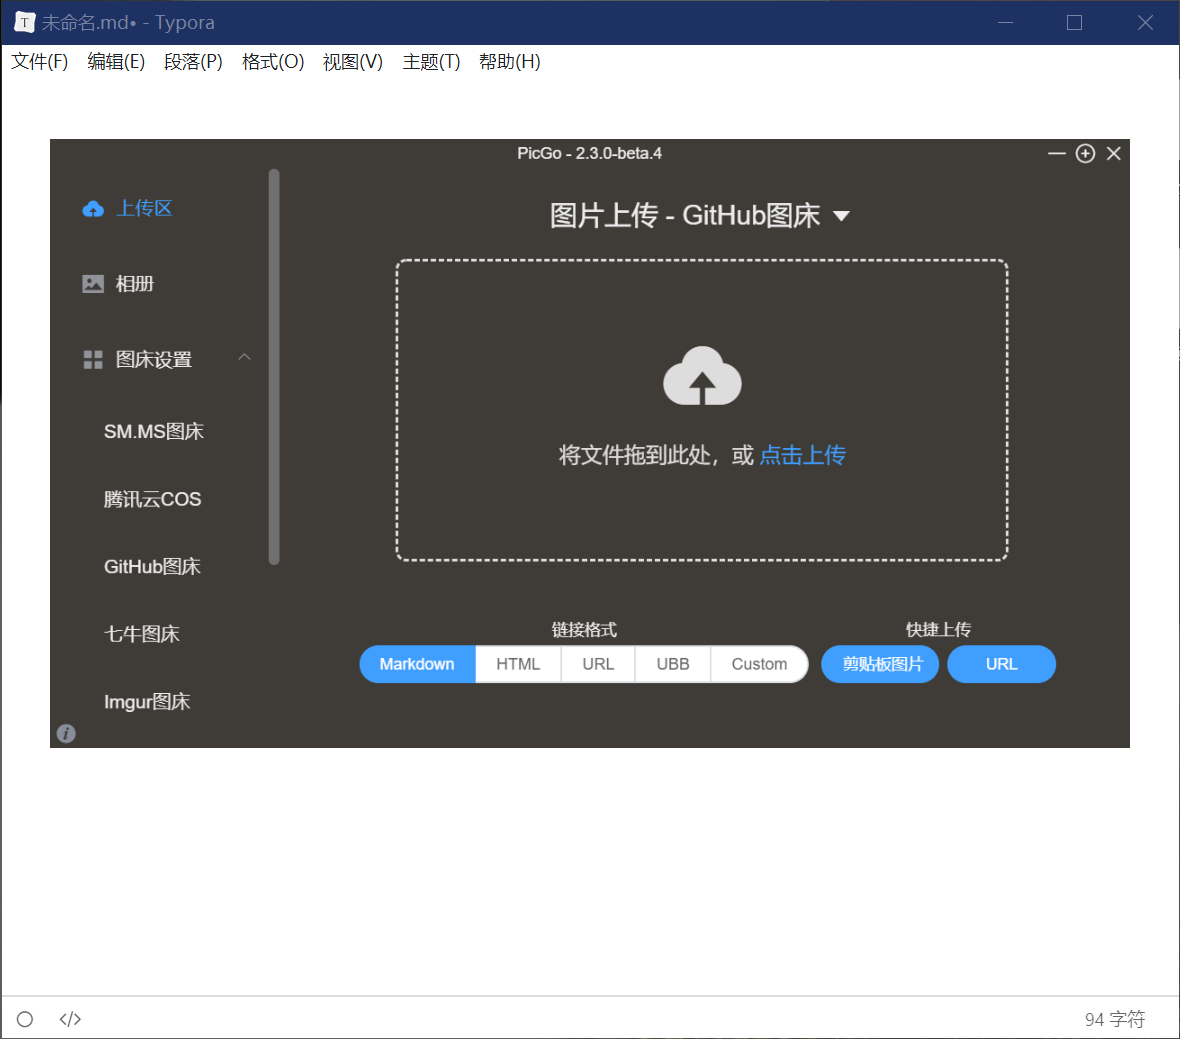 T 未命名.md• - Typora
文件(F) 编辑(E) 段落(P) 格式(O) 视图(V) 主题(T) 帮助(H)
PicGo - 2.3.0-beta.4
上传区
相册
图床设置
SM.MS图床
腾讯云COS
GitHub图床
七牛图床
Imgur图床
图片上传 - GitHub图床
将文件拖到此处，或 点击上传
链接格式
Markdown HTML URL UBB Custom
快捷上传
剪贴板图片 URL
i
</> 94 字符